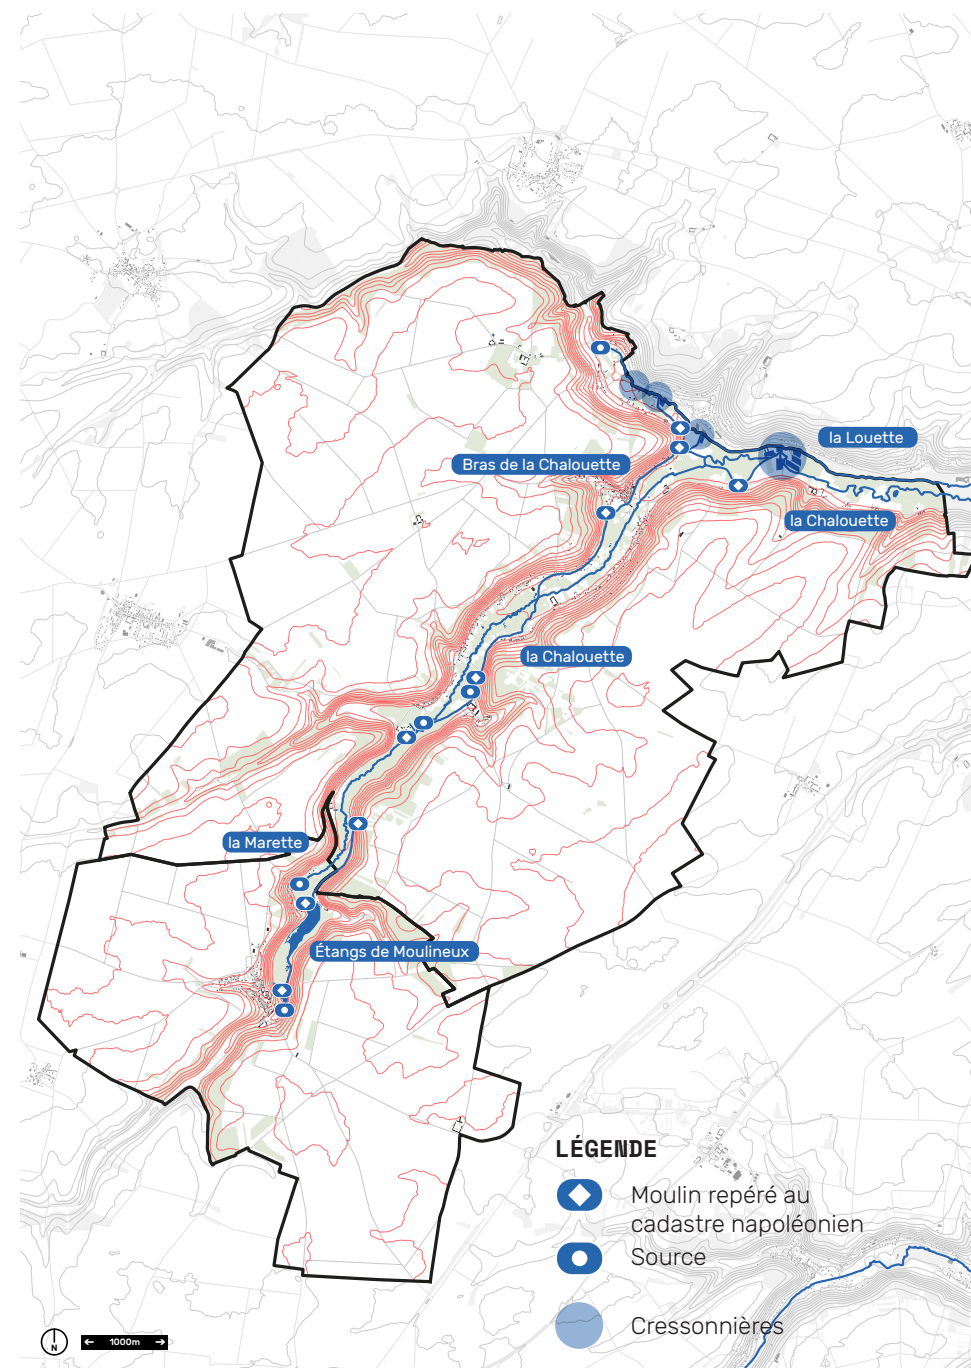 la Louette
Bras de la Chalouette
la Chalouette
la Chalouette
la Marette
Étangs de Moulineux
LÉGENDE
Moulin repéré au
cadastre napoléonien
Source
Cressonnières
N
1000m